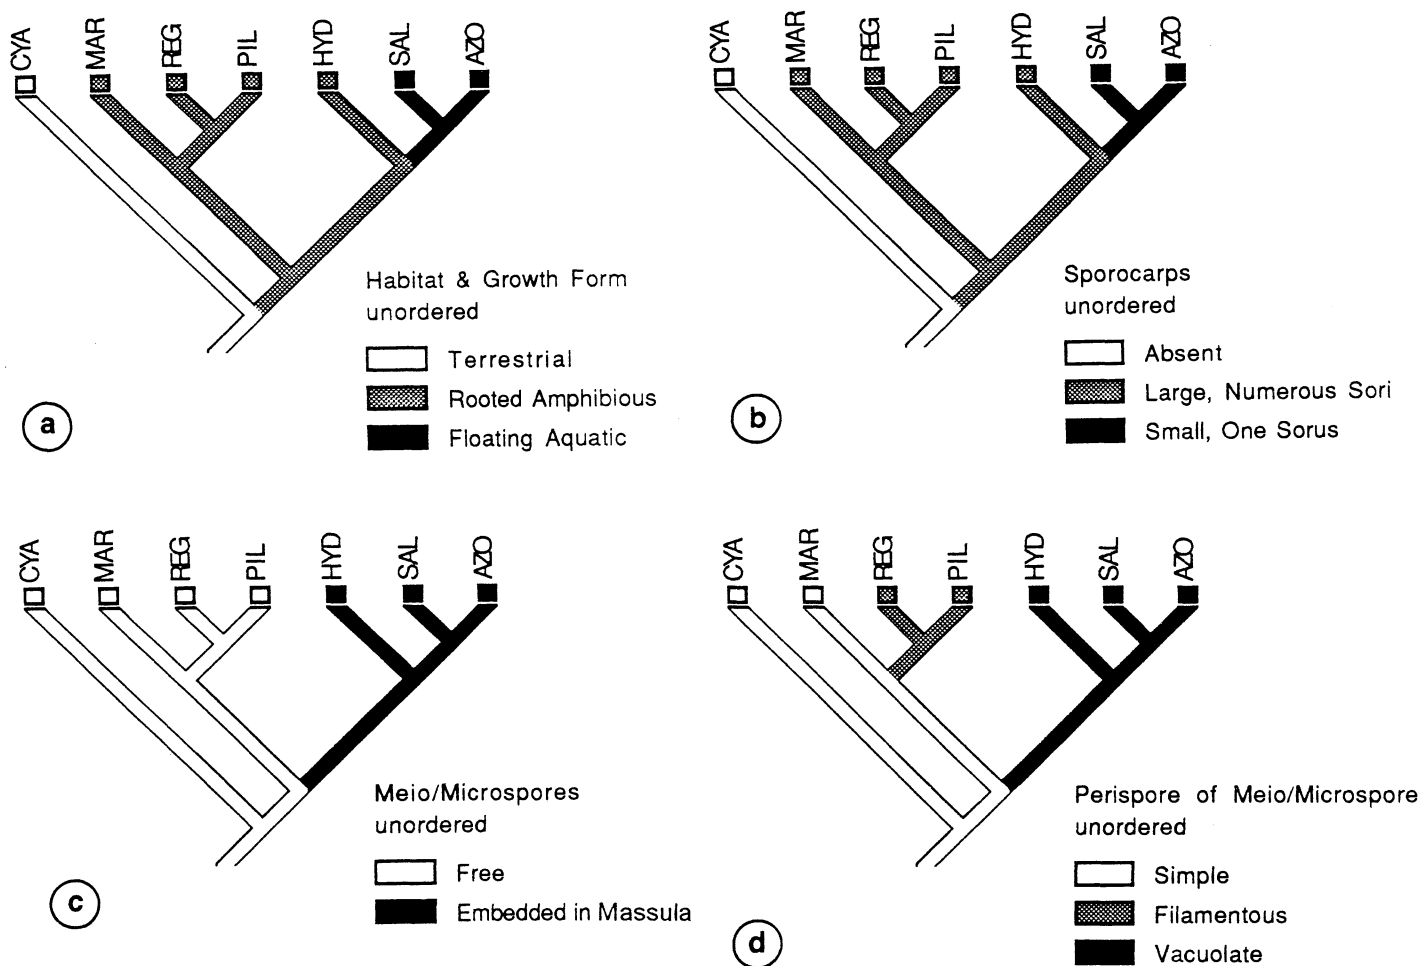 CYA MAR REG PIL HYD SAL AZO
Habitat & Growth Form
unordered
Terrestrial
Rooted Amphibious
Floating Aquatic
a
CYA MAR REG PIL HYD SAL AZO
Sporocarps
unordered
Absent
Large, Numerous Sori
Small, One Sorus
b
CYA MAR REG PIL HYD SAL AZO
Meio/Microspores
unordered
Free
Embedded in Massula
c
CYA MAR REG PIL HYD SAL AZO
Perispore of Meio/Microspore
unordered
Simple
Filamentous
Vacuolate
d